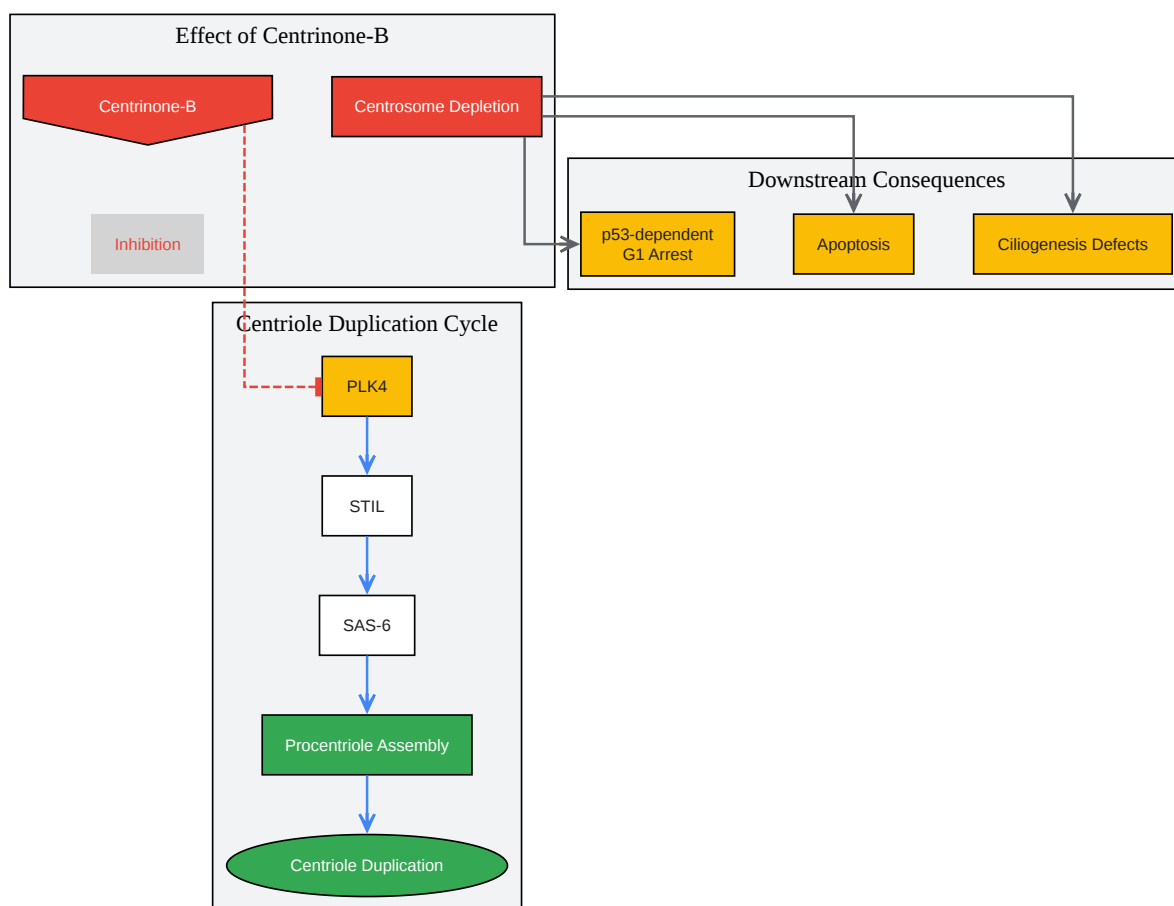 Effect of Centrinone-B
Centrinone-B
Centrosome Depletion
Inhibition
Downstream Consequences
p53-dependent
G1 Arrest
Apoptosis
Ciliogenesis Defects
Centriole Duplication Cycle
PLK4
STIL
SAS-6
Procentriole Assembly
Centriole Duplication